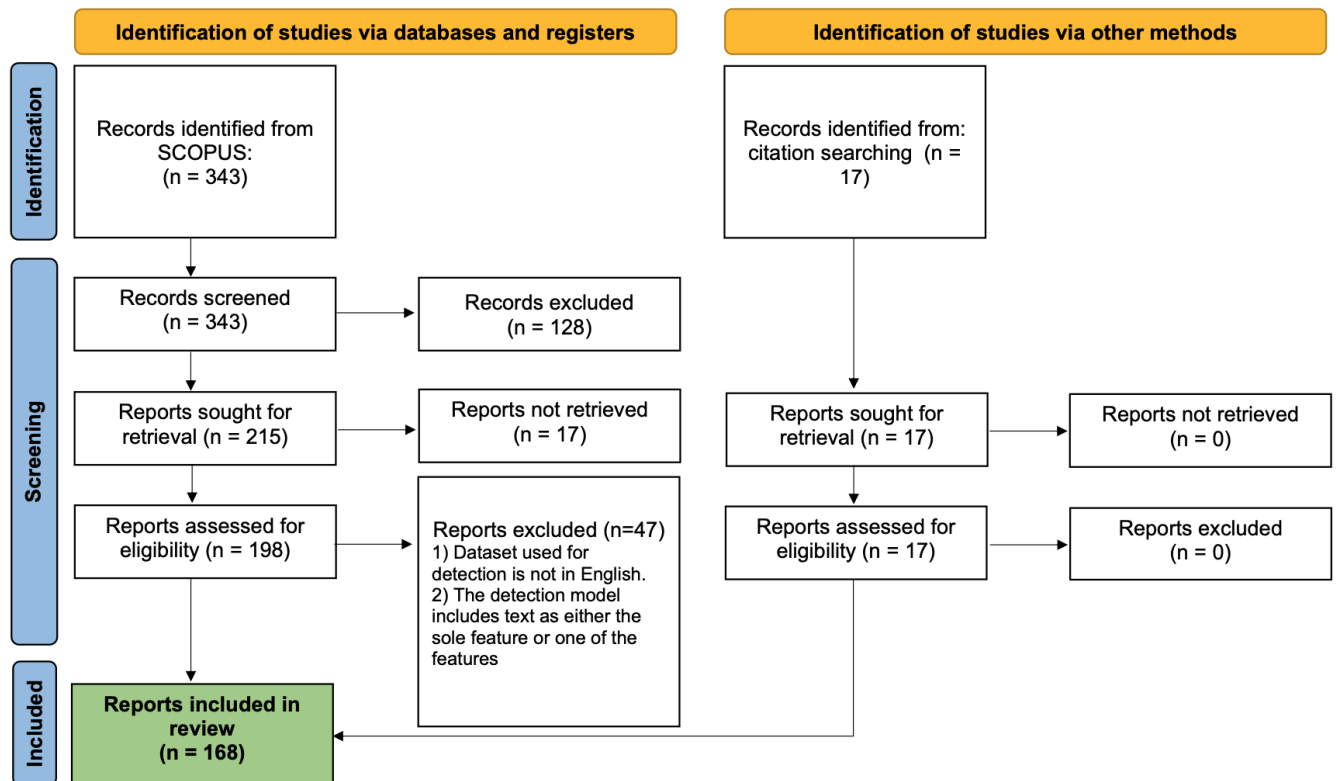 Identification of studies via databases and registers
Identification of studies via other methods
Identification
Records identified from
SCOPUS:
(n = 343)
Records identified from:
citation searching  (n =
17)
Screening
Records screened
(n = 343)
Records excluded
(n = 128)
Reports sought for
retrieval (n = 215)
Reports not retrieved
(n = 17)
Reports sought for
retrieval (n = 17)
Reports not retrieved
(n = 0)
Reports assessed for
eligibility (n = 198)
Reports excluded (n=47)
1) Dataset used for
detection is not in English.
2) The detection model
includes text as either the
sole feature or one of the
features
Reports assessed for
eligibility (n = 17)
Reports excluded
(n = 0)
Included
Reports included in
review
(n = 168)